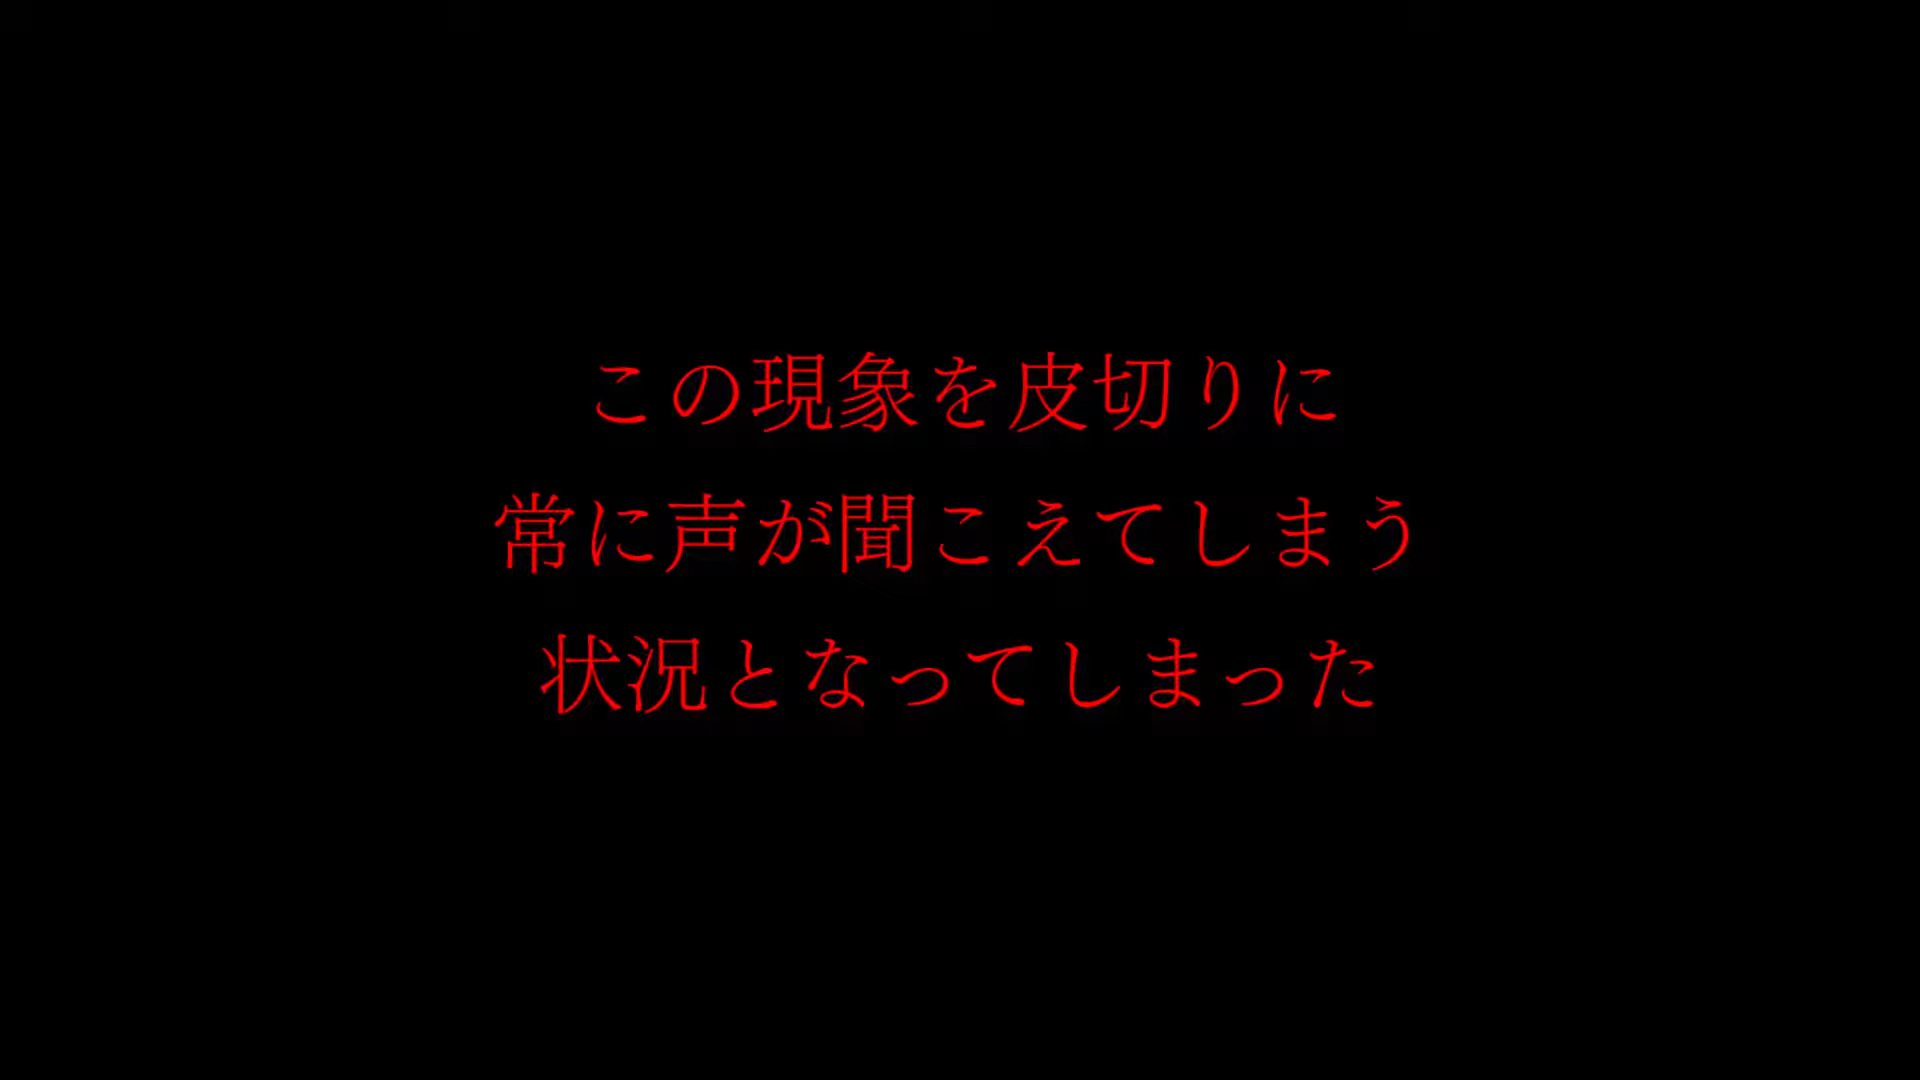 この現象を皮切りに
常に声が聞こえてしまう
状況となってしまった